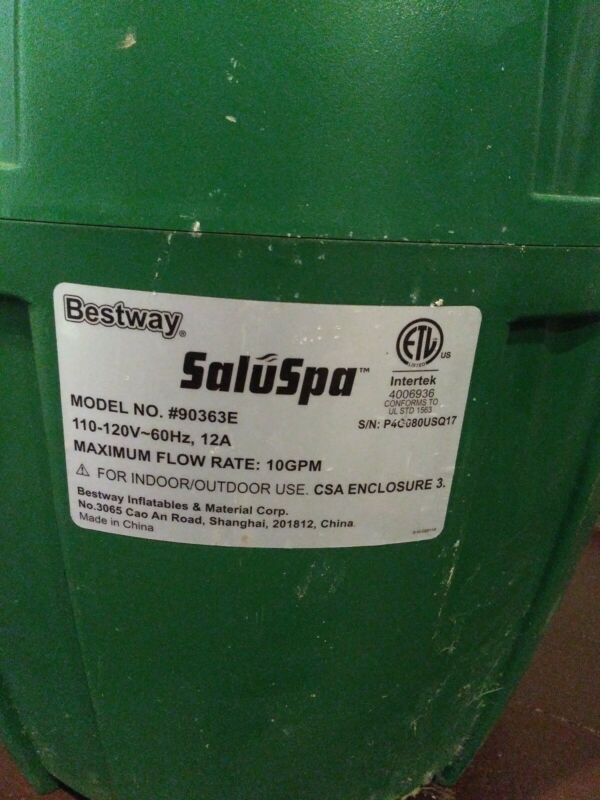 Bestway®
SaluSpa™
ETL
LISTED
US
Intertek
4006936
CONFORMS TO
UL STD 1563
S/N: P4C080USQ17
MODEL NO. #90363E
110-120V~60Hz, 12A
MAXIMUM FLOW RATE: 10GPM
⚠ FOR INDOOR/OUTDOOR USE. CSA ENCLOSURE 3.
Bestway Inflatables & Material Corp.
No.3065 Cao An Road, Shanghai, 201812, China
Made in China